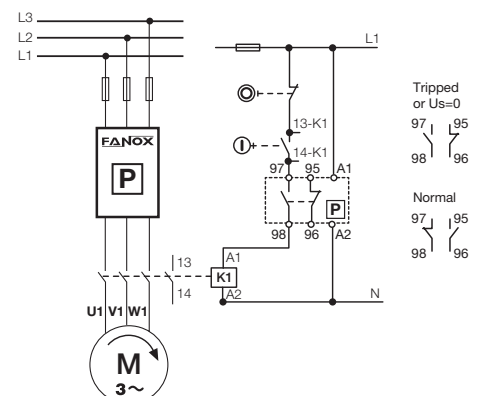 L3
L2
L1
L1
FANOX
P
13-K1
14-K1
97 95 A1
P
98 96 A2
Tripped
or Us=0
97 95
98 96
Normal
97 95
98 96
13
14
A1
K1
A2
N
U1 V1 W1
M
3~